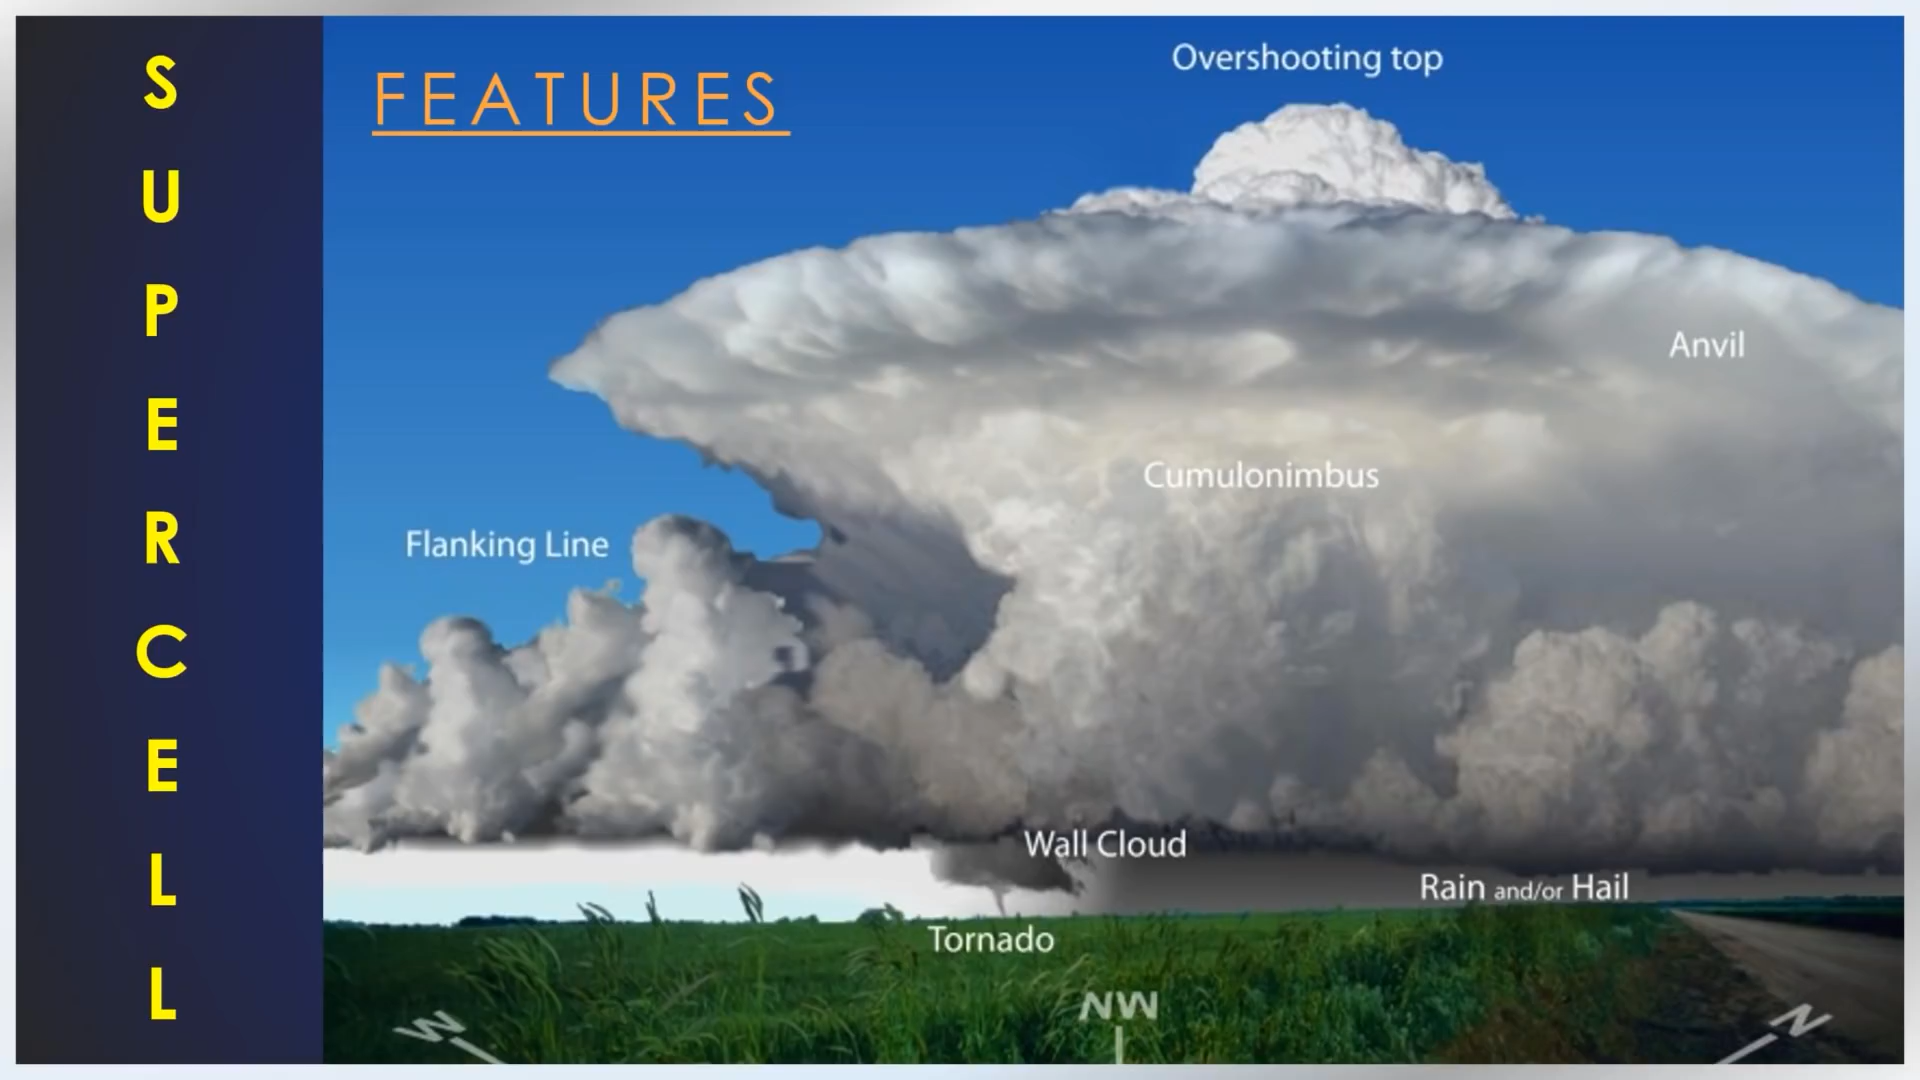 S
U
P
E
R
C
E
L
L
FEATURES
Overshooting top
Anvil
Cumulonimbus
Flanking Line
Wall Cloud
Rain and/or Hail
Tornado
W
NW
N